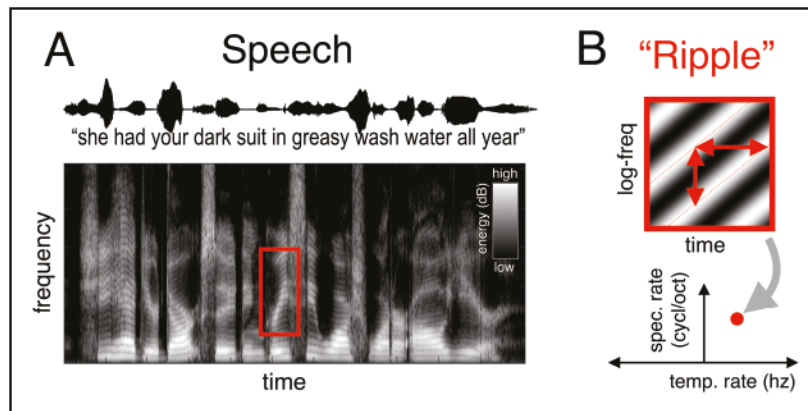 A
Speech
"she had your dark suit in greasy wash water all year"
frequency
time
high
energy (dB)
low
B
"Ripple"
log-freq
time
spec. rate
(cycl/oct)
temp. rate (hz)